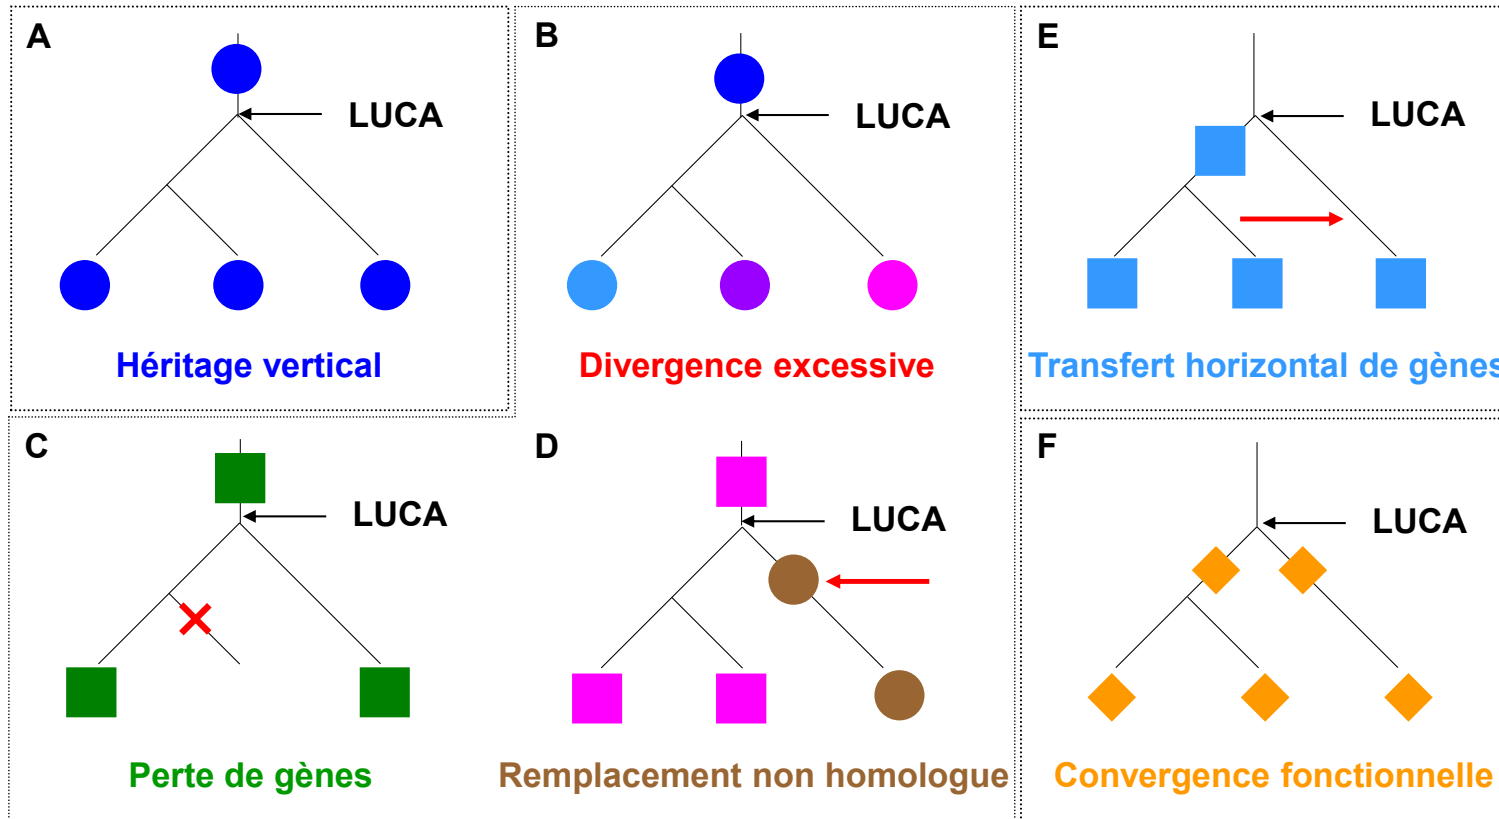 A
LUCA
Héritage vertical
B
LUCA
Divergence excessive
E
LUCA
Transfert horizontal de gènes
C
LUCA
Perte de gènes
D
LUCA
Remplacement non homologue
F
LUCA
Convergence fonctionnelle